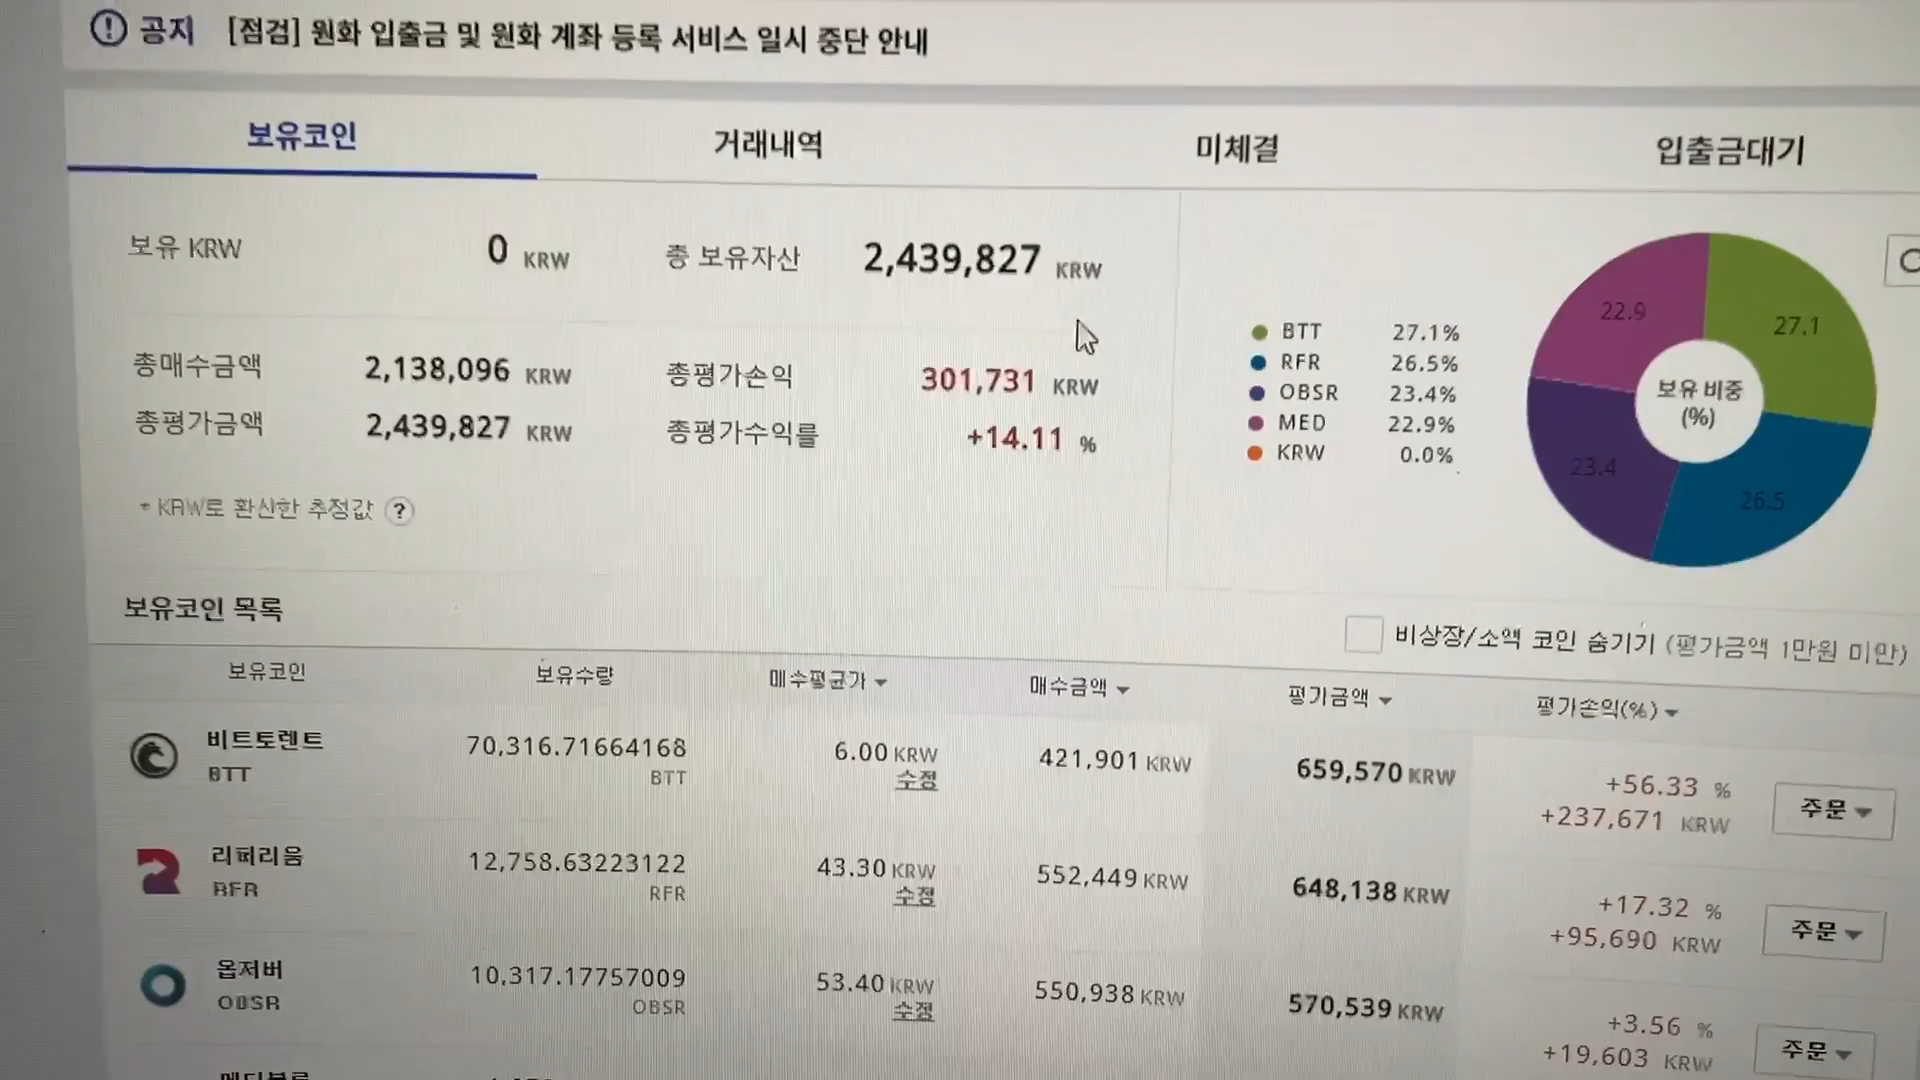 공지 [점검] 원화 입출금 및 원화 계좌 등록 서비스 일시 중단 안내
보유코인 거래내역 미체결 입출금대기
보유 KRW 0 KRW 총 보유자산 2,439,827 KRW
총매수금액 2,138,096 KRW 총평가손익 301,731 KRW
총평가금액 2,439,827 KRW 총평가수익률 +14.11 %
* KRW로 환산한 추정값 ?
BTT 27.1%
RFR 26.5%
OBSR 23.4%
MED 22.9%
KRW 0.0%
보유 비중
(%)
22.9 27.1
23.4 26.5
보유코인 목록
비상장/소액 코인 숨기기 (평가금액 1만원 미만)
보유코인 보유수량 매수평균가 매수금액 평가금액 평가손익(%)
비트토렌트 70,316.71664168 6.00 KRW 421,901 KRW 659,570 KRW +56.33 % 주문
BTT BTT 수정 +237,671 KRW
리퍼리움 12,758.63223122 43.30 KRW 552,449 KRW 648,138 KRW +17.32 % 주문
RFR RFR 수정 +95,690 KRW
옵저버 10,317.17757009 53.40 KRW 550,938 KRW 570,539 KRW +3.56 % 주문
OBSR OBSR 수정 +19,603 KRW